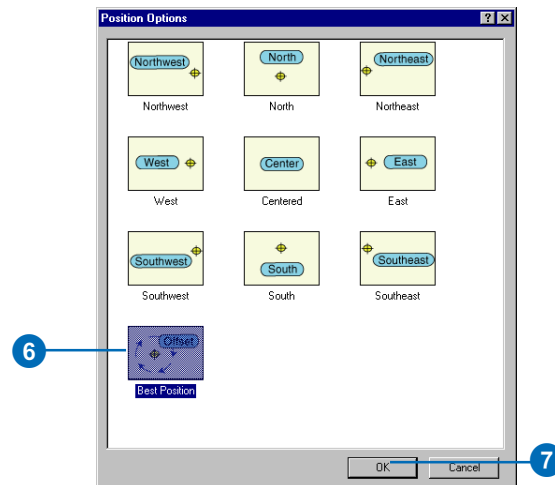 Position Options
Northwest
North
Northeast
Northwest
North
Northeast
West
Center
East
West
Centered
East
Southwest
South
Southeast
Southwest
South
Southeast
6
Offset
Best Position
OK
Cancel
7